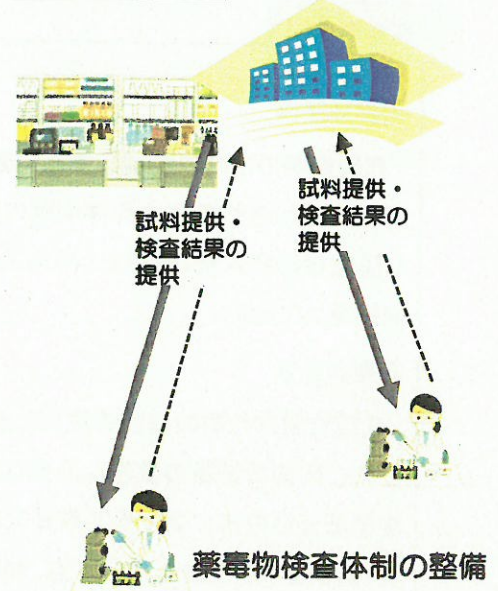 試料提供・
検査結果の
提供
試料提供・
検査結果の
提供
薬毒物検査体制の整備